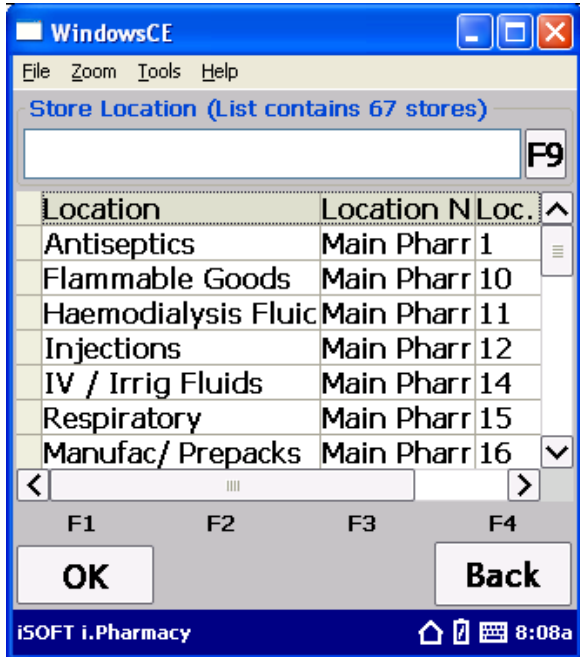 WindowsCE
File Zoom Tools Help
Store Location (List contains 67 stores)
F9
Location Location N Loc.
Antiseptics Main Pharr 1
Flammable Goods Main Pharr 10
Haemodialysis Fluic Main Pharr 11
Injections Main Pharr 12
IV / Irrig Fluids Main Pharr 14
Respiratory Main Pharr 15
Manufac/ Prepacks Main Pharr 16
F1 F2 F3 F4
OK Back
iSOFT i.Pharmacy 8:08a